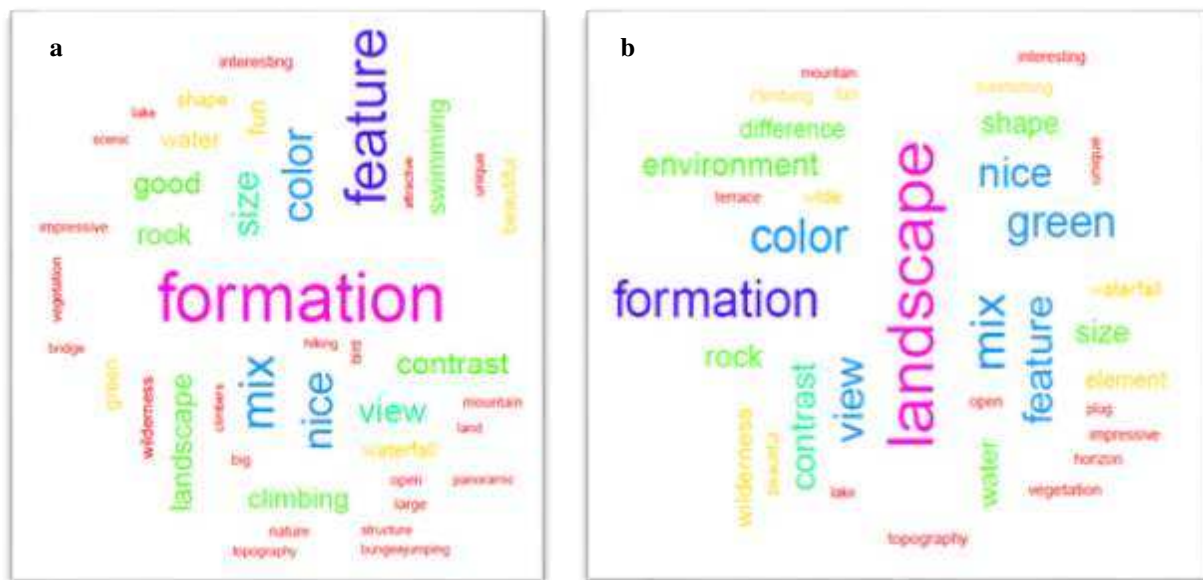 a
interesting
feature
lake
shape
fun
scenic
water
color
swimming
attractive
unique
beautiful
good
size
impressive
rock
vegetation
formation
bridge
hiking
bird
contrast
green
wilderness
landscape
climbers
mix
nice
view
mountain
land
waterfall
big
open
panoramic
climbing
large
nature
structure
topography
bungeejumping
b
interesting
mountain
climbing
fun
swimming
difference
shape
environment
landscape
nice
unique
terrace
color
green
formation
mix
feature
waterfall
size
rock
view
contrast
element
open
plug
wilderness
beautiful
impressive
horizon
water
lake
vegetation
topography